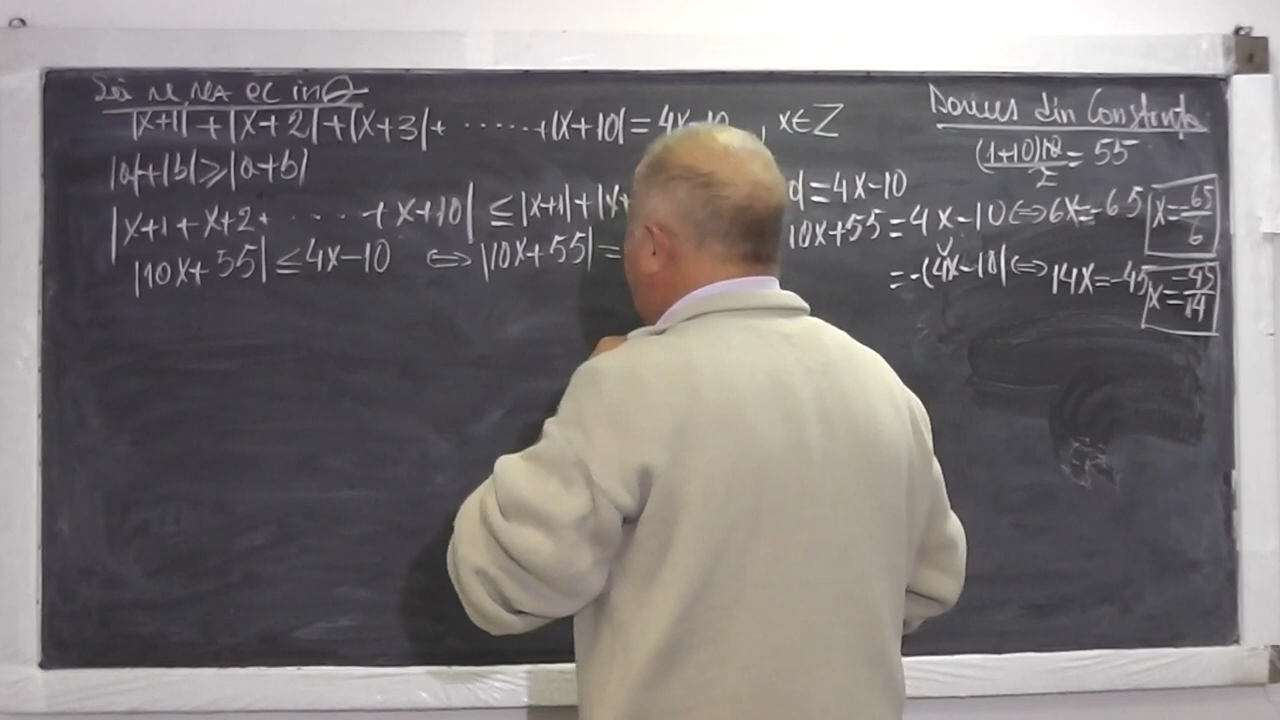 Să se rez ec in Q
|x+1| + |x+2| + |x+3| + ...... + |x+10| = 4x-10, x∈Z
|a|+|b|≥|a+b|
|x+1+x+2+ ..... + x+10| ≤ |x+1|+|x = 4x-10
|10x+55| ≤ 4x-10 ⇔ |10x+55| =
10x+55 = 4x-10 ⇔ 6x=-65 x=-65/6
= -(4x-10) ⇔ 14x=-45 x=-45/14
Domus din Constanta
(1+10)10/2 = 55